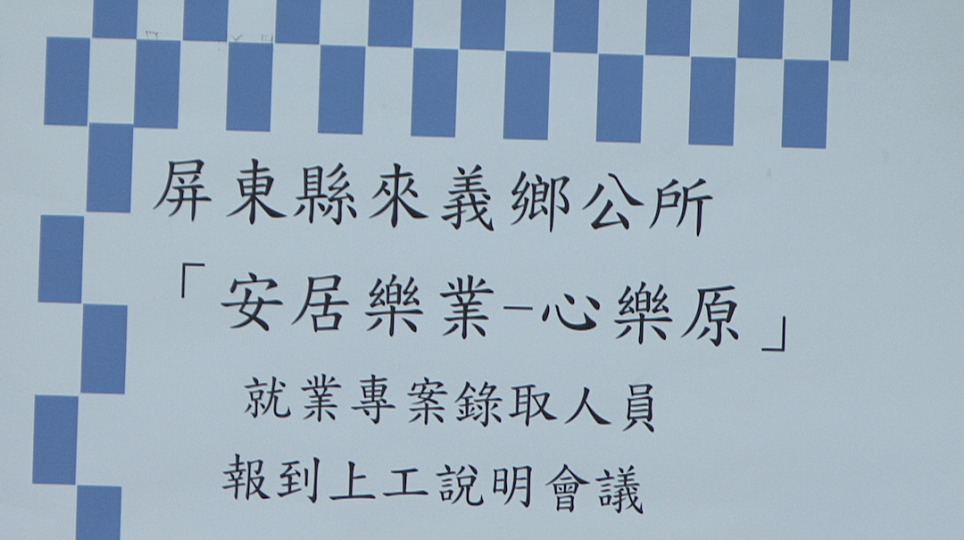 屏東縣來義鄉公所
「安居樂業-心樂原」
就業專案錄取人員
報到上工說明會議